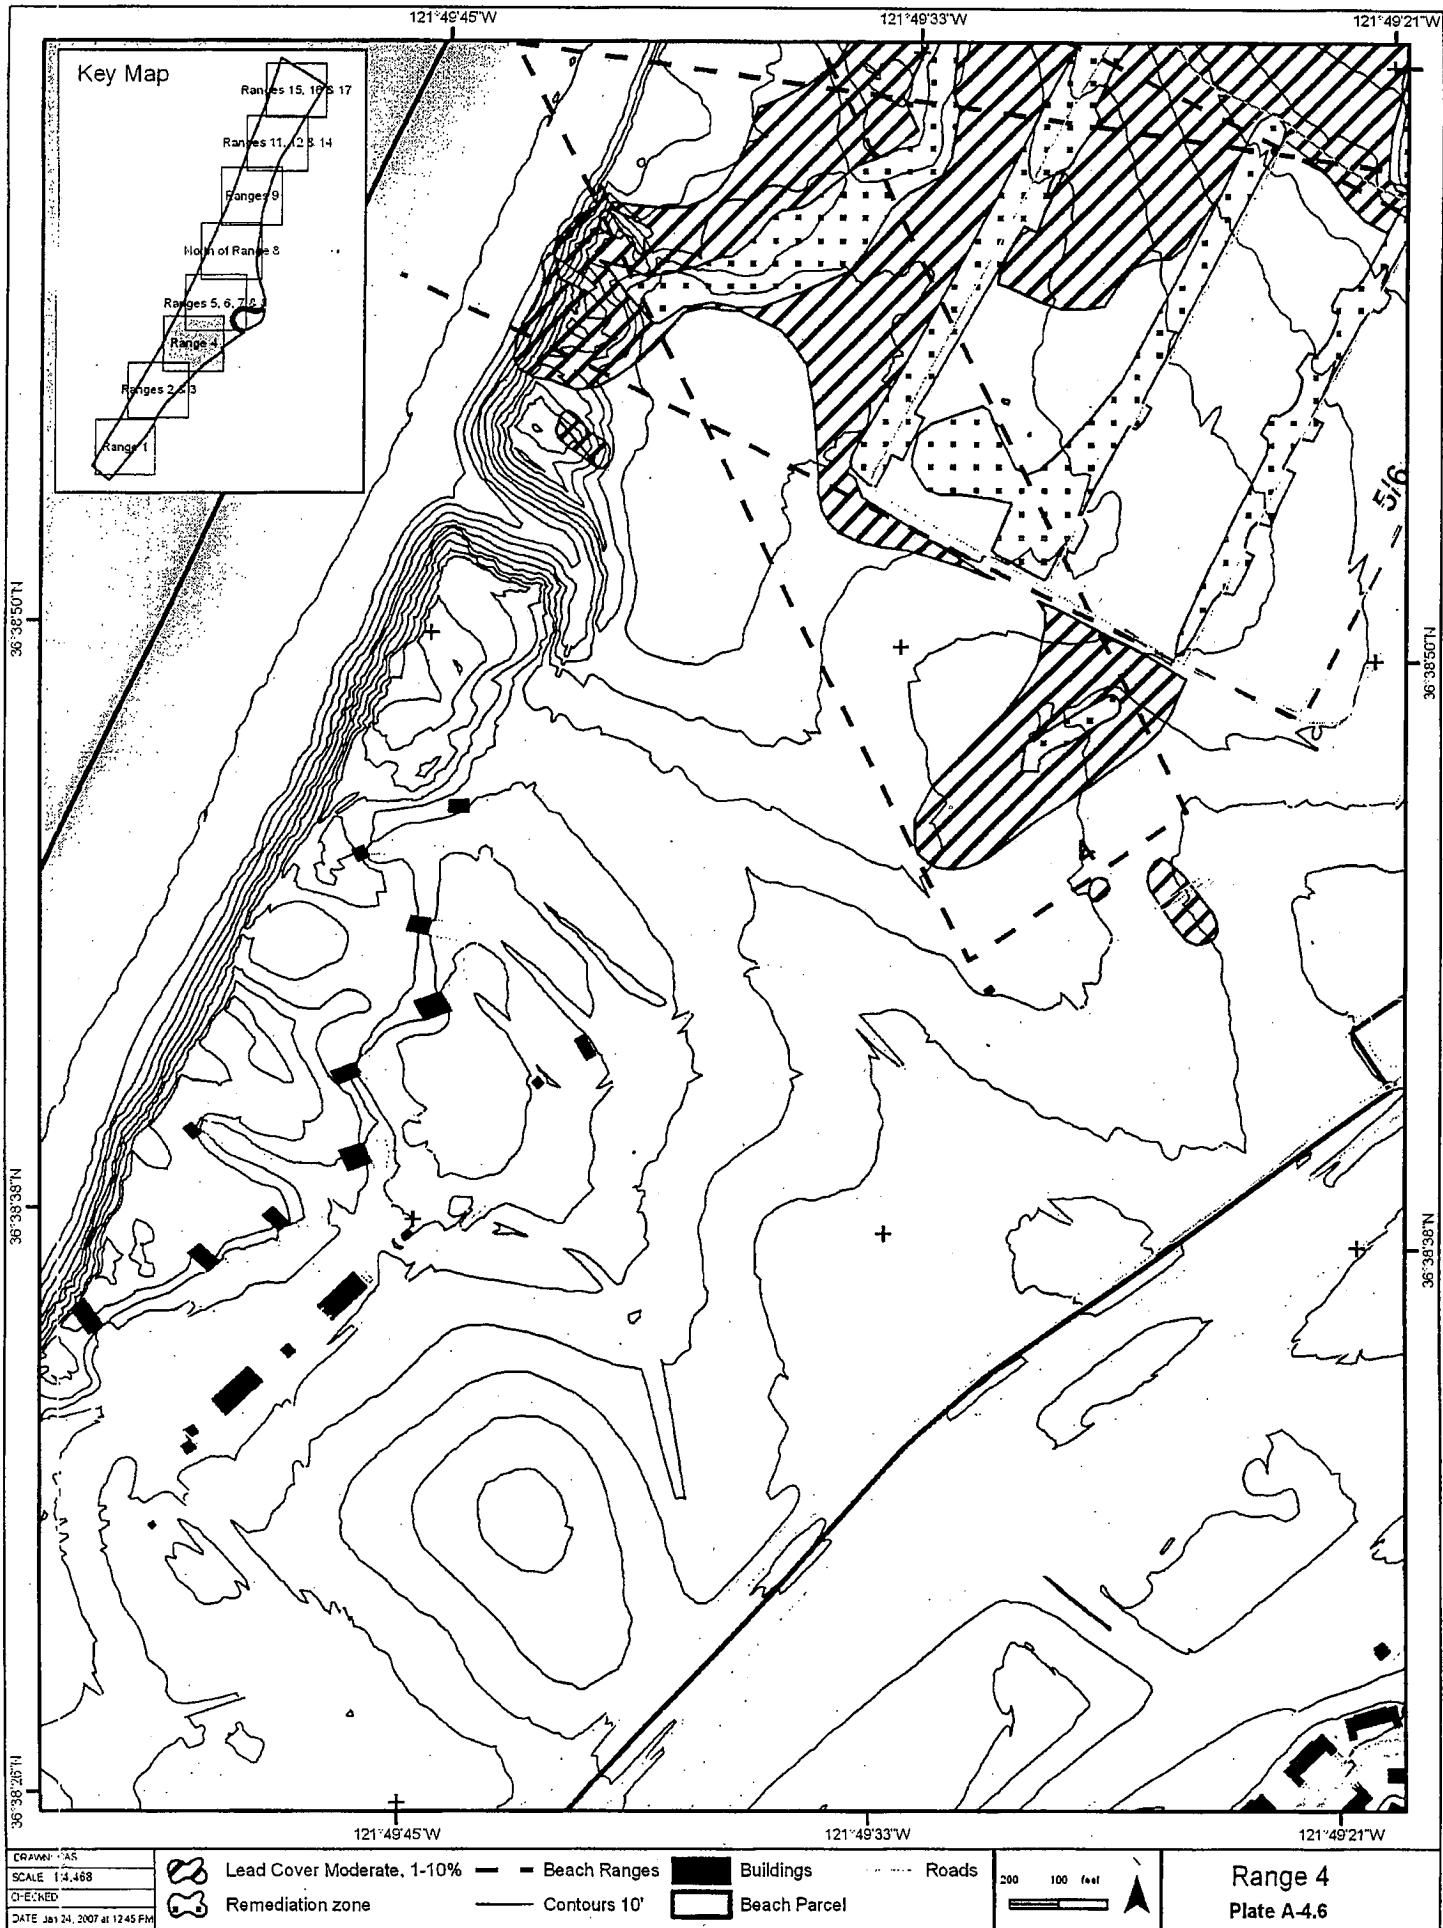 121°49'45"W
121°49'33"W
121°49'21"W
Key Map
Ranges 15, 16 & 17
Ranges 11, 12 & 14
Ranges 9
North of Range 8
Ranges 5, 6, 7 & 8
Range 4
Ranges 2 & 3
Range 1
5/6
36°38'50"N
36°38'50"N
4
36°38'38"N
36°38'38"N
36°38'26"N
121°49'45"W
121°49'33"W
121°49'21"W
DRAWN: CAS
SCALE 1:4,468
CHECKED
DATE Jan 24, 2007 at 12:45 PM
Lead Cover Moderate, 1-10%
Remediation zone
Beach Ranges
Contours 10'
Buildings
Beach Parcel
Roads
200 100 feet
Range 4
Plate A-4.6